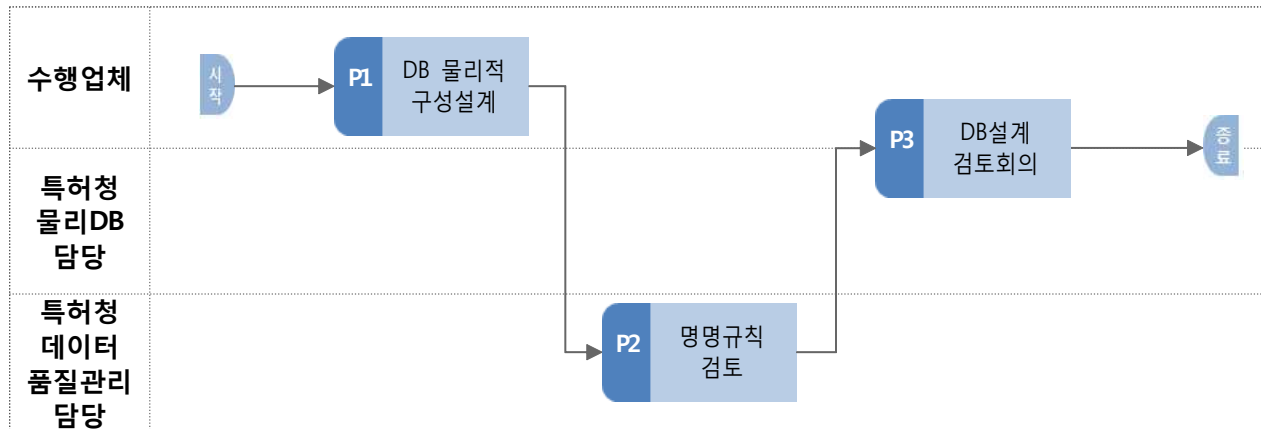 수행업체
시
작
P1
DB 물리적
구성설계
P3
DB설계
검토회의
종
료
특허청
물리DB
담당
특허청
데이터
품질관리
담당
P2
명명규칙
검토